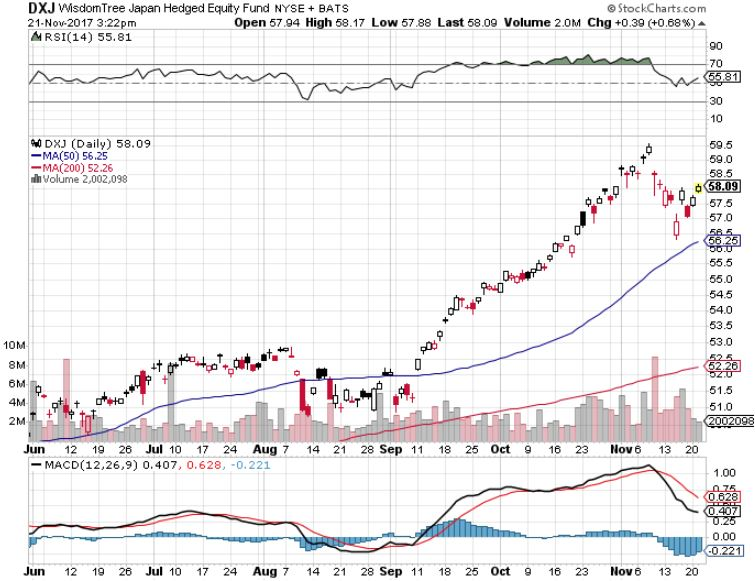 DXJ WisdomTree Japan Hedged Equity Fund NYSE + BATS © StockCharts.com
21-Nov-2017 3:22pm Open 57.94 High 58.17 Low 57.88 Last 58.09 Volume 2.0M Chg +0.39 (+0.68%)
RSI(14) 55.81
90
70
55.81
50
30
10
DXJ (Daily) 58.09
MA(50) 56.25
MA(200) 52.26
Volume 2,002,098
59.5
59.0
58.5
58.09
57.5
57.0
56.5
56.25
56.0
55.5
55.0
54.5
54.0
53.5
53.0
52.5
52.26
52.0
51.5
51.0
10M
8M
6M
4M
2M
2002098
Jun 12 19 26 Jul 10 17 24 Aug 7 14 21 28 Sep 11 18 25 Oct 9 16 23 Nov 6 13 20
MACD(12,26,9) 0.407, 0.628, -0.221
1.00
0.75
0.628
0.407
0.25
0.00
-0.221
Jun 12 19 26 Jul 10 17 24 Aug 7 14 21 28 Sep 11 18 25 Oct 9 16 23 Nov 6 13 20